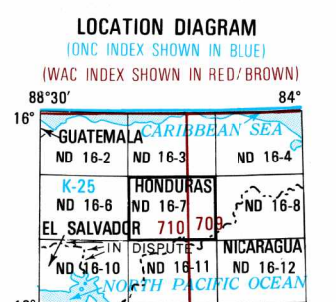 LOCATION DIAGRAM
(ONC INDEX SHOWN IN BLUE)
(WAC INDEX SHOWN IN RED/BROWN)
88°30' 84°
16°
GUATEMALA CARIBBEAN SEA
ND 16-2 ND 16-3 ND 16-4
K-25 HONDURAS
ND 16-6 ND 16-7 ND 16-8
EL SALVADOR 710 709
IN DISPUTE NICARAGUA
ND 16-10 ND 16-11 ND 16-12
NORTH PACIFIC OCEAN